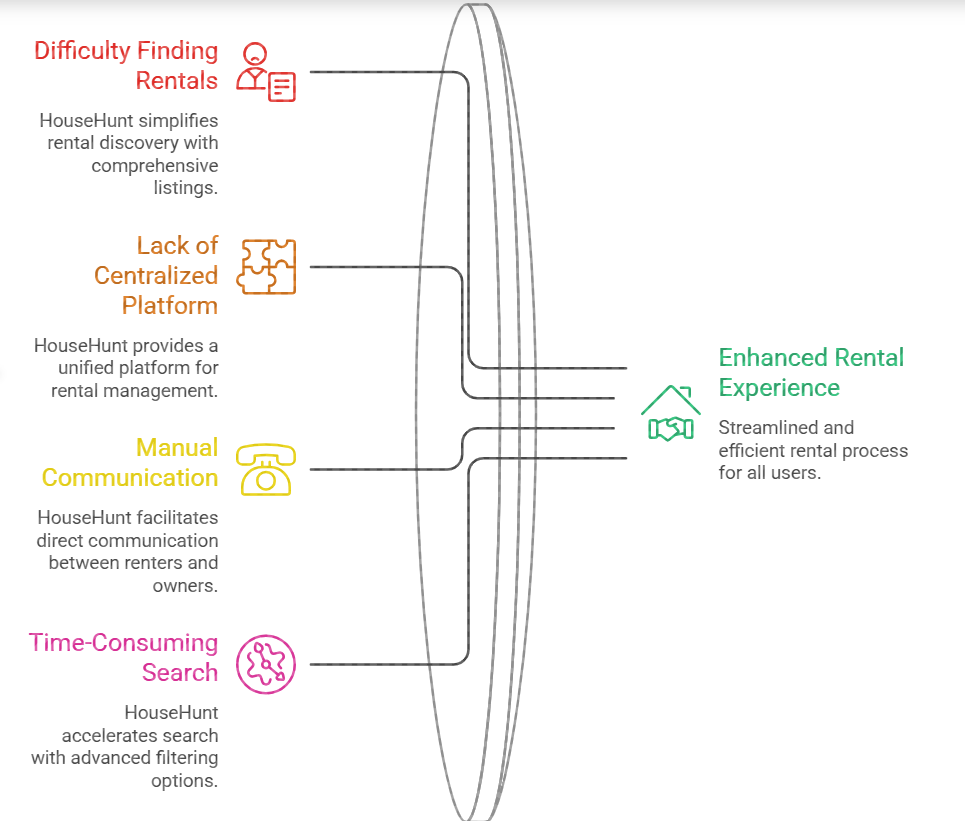 Difficulty Finding
Rentals
HouseHunt simplifies
rental discovery with
comprehensive
listings.
Lack of
Centralized
Platform
HouseHunt provides a
unified platform for
rental management.
Manual
Communication
HouseHunt facilitates
direct communication
between renters and
owners.
Time-Consuming
Search
HouseHunt
accelerates search
with advanced filtering
options.
Enhanced Rental
Experience
Streamlined and
efficient rental process
for all users.